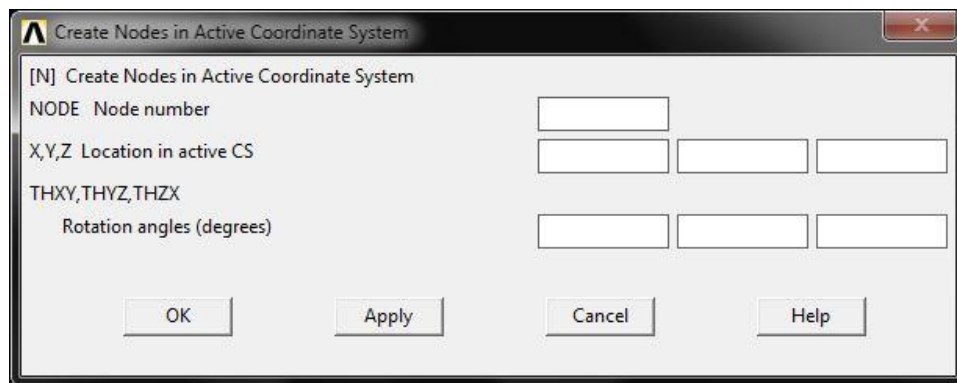 Create Nodes in Active Coordinate System
[N] Create Nodes in Active Coordinate System
NODE Node number
X,Y,Z Location in active CS
THXY,THYZ,THZX
Rotation angles (degrees)
OK Apply Cancel Help